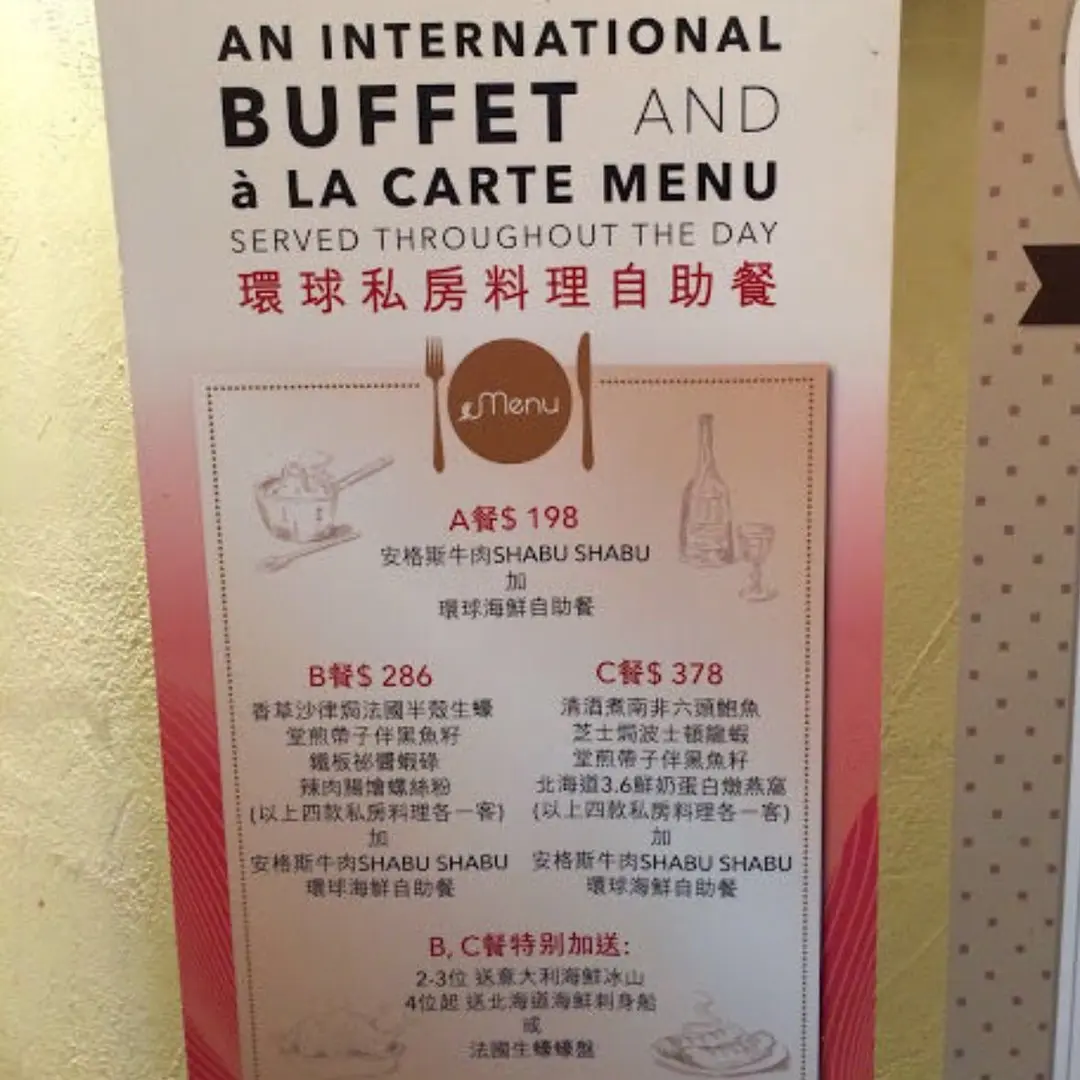 AN INTERNATIONAL
BUFFET AND
à LA CARTE MENU
SERVED THROUGHOUT THE DAY
環球私房料理自助餐
Menu
A餐$ 198
安格斯牛肉SHABU SHABU
加
環球海鮮自助餐
B餐$ 286
香草沙律焗法國半殼生蠔
堂煎帶子伴黑魚籽
鐵板祕醬蝦碌
辣肉腸燴螺絲粉
(以上四款私房料理各一客)
加
安格斯牛肉SHABU SHABU
環球海鮮自助餐
C餐$ 378
清酒煮南非六頭鮑魚
芝士焗波士頓龍蝦
堂煎帶子伴黑魚籽
北海道3.6鮮奶蛋白燉燕窩
(以上四款私房料理各一客)
加
安格斯牛肉SHABU SHABU
環球海鮮自助餐
B, C餐特別加送:
2-3位 送意大利海鮮冰山
4位起 送北海道海鮮刺身船
或
法國生蠔蠔盤